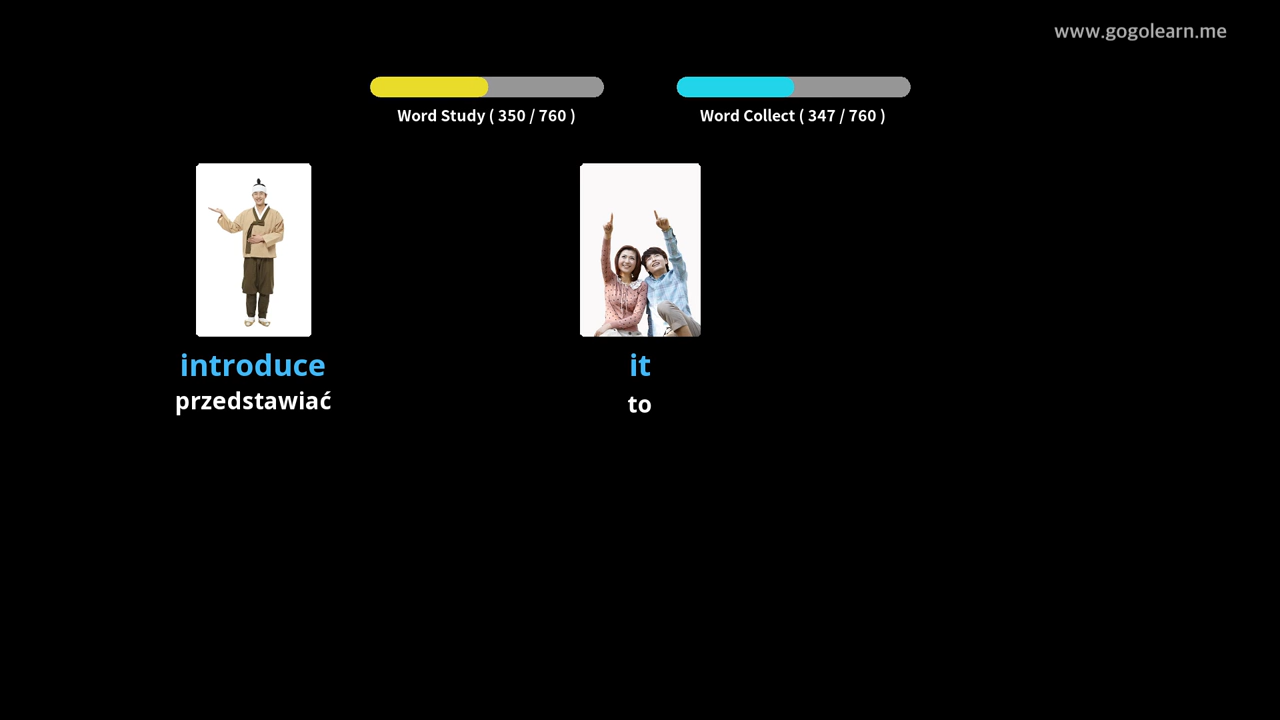 www.gogolearn.me
Word Study ( 350 / 760 )
Word Collect ( 347 / 760 )
introduce
przedstawiać
it
to